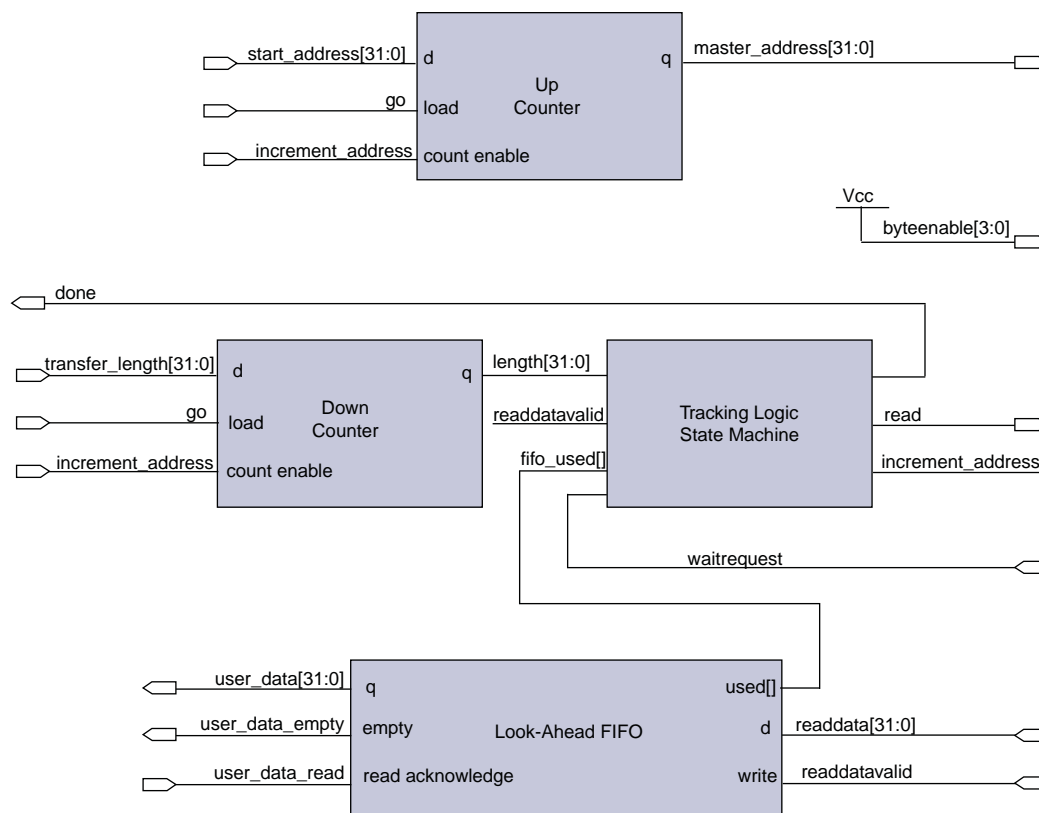 start_address[31:0]
d
q
master_address[31:0]
Up
Counter
go
load
increment_address
count enable
Vcc
byteenable[3:0]
done
transfer_length[31:0]
d
q
length[31:0]
go
load
Down
Counter
readdatavalid
Tracking Logic
State Machine
read
increment_address
count enable
fifo_used[]
increment_address
waitrequest
user_data[31:0]
q
used[]
user_data_empty
empty
Look-Ahead FIFO
d
readdata[31:0]
user_data_read
read acknowledge
write
readdatavalid